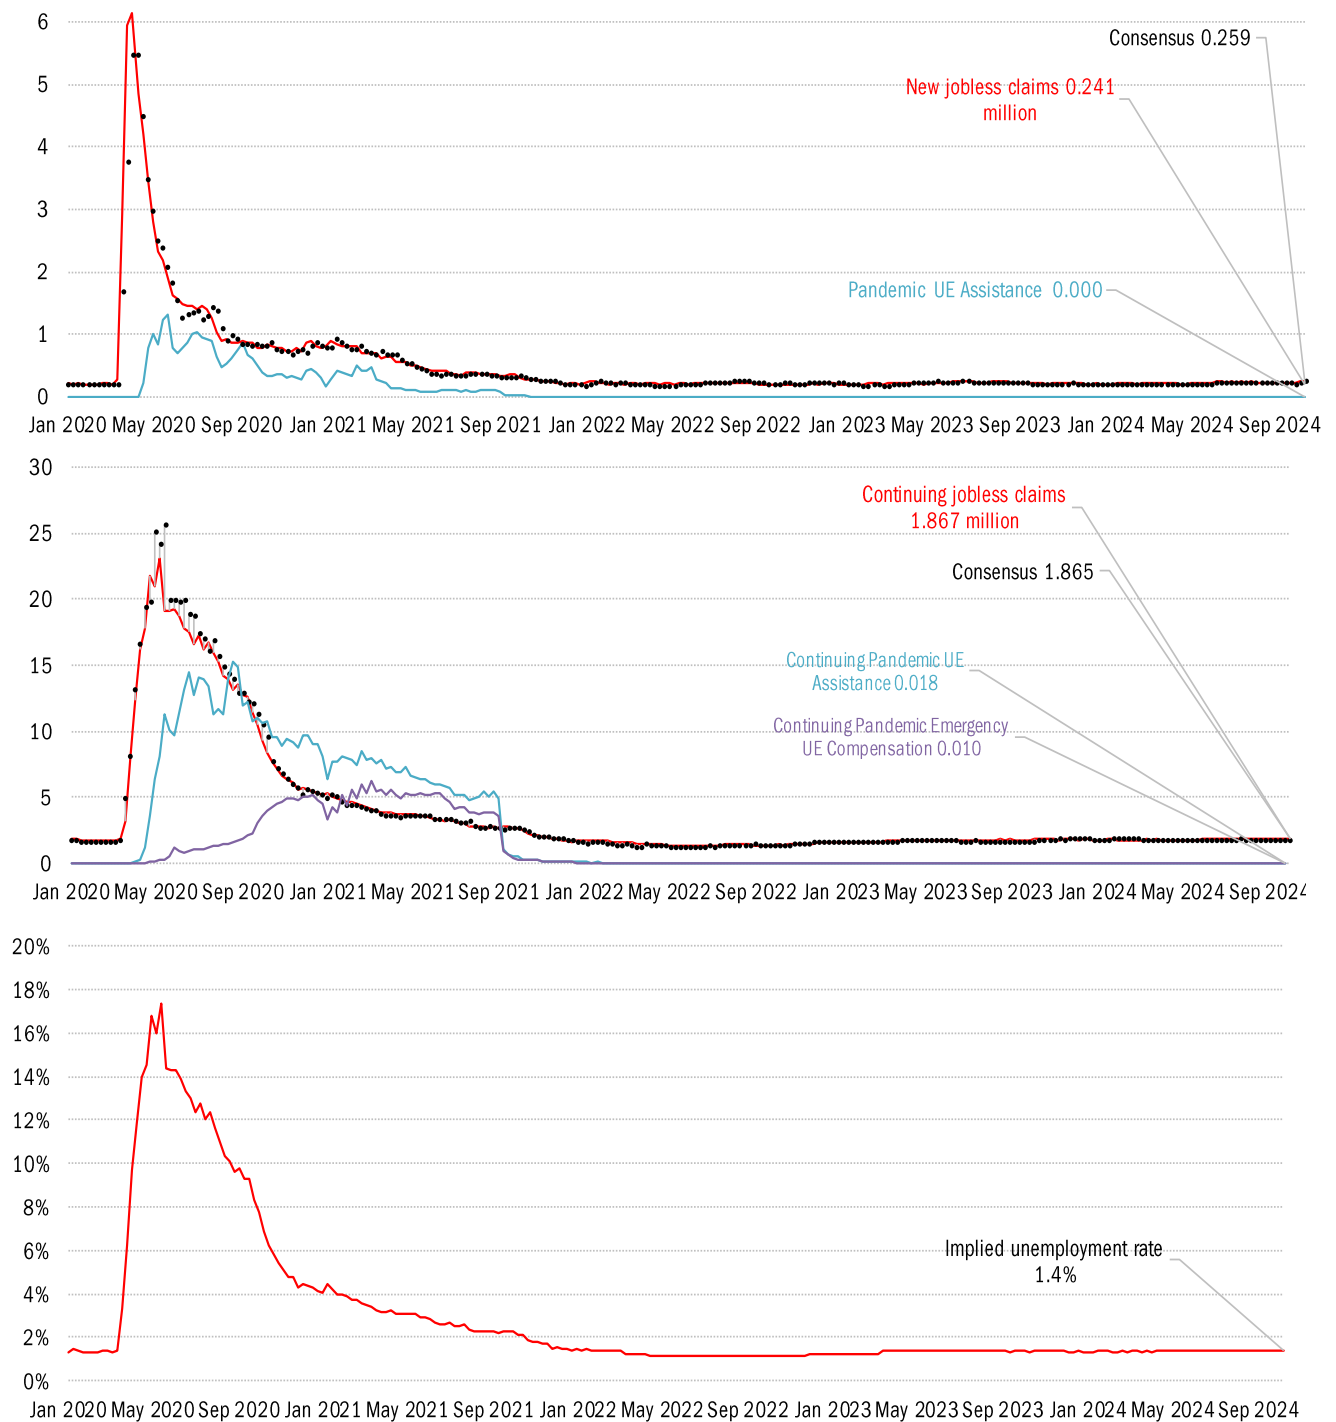 6
Consensus 0.259
5
New jobless claims 0.241
million
4
3
2
Pandemic UE Assistance 0.000
1
0
Jan 2020 May 2020 Sep 2020 Jan 2021 May 2021 Sep 2021 Jan 2022 May 2022 Sep 2022 Jan 2023 May 2023 Sep 2023 Jan 2024 May 2024 Sep 2024
30
Continuing jobless claims
1.867 million
25
Consensus 1.865
20
15
Continuing Pandemic UE
Assistance 0.018
10
Continuing Pandemic Emergency
UE Compensation 0.010
5
0
Jan 2020 May 2020 Sep 2020 Jan 2021 May 2021 Sep 2021 Jan 2022 May 2022 Sep 2022 Jan 2023 May 2023 Sep 2023 Jan 2024 May 2024 Sep 2024
20%
18%
16%
14%
12%
10%
8%
6%
Implied unemployment rate
1.4%
4%
2%
0%
Jan 2020 May 2020 Sep 2020 Jan 2021 May 2021 Sep 2021 Jan 2022 May 2022 Sep 2022 Jan 2023 May 2023 Sep 2023 Jan 2024 May 2024 Sep 2024